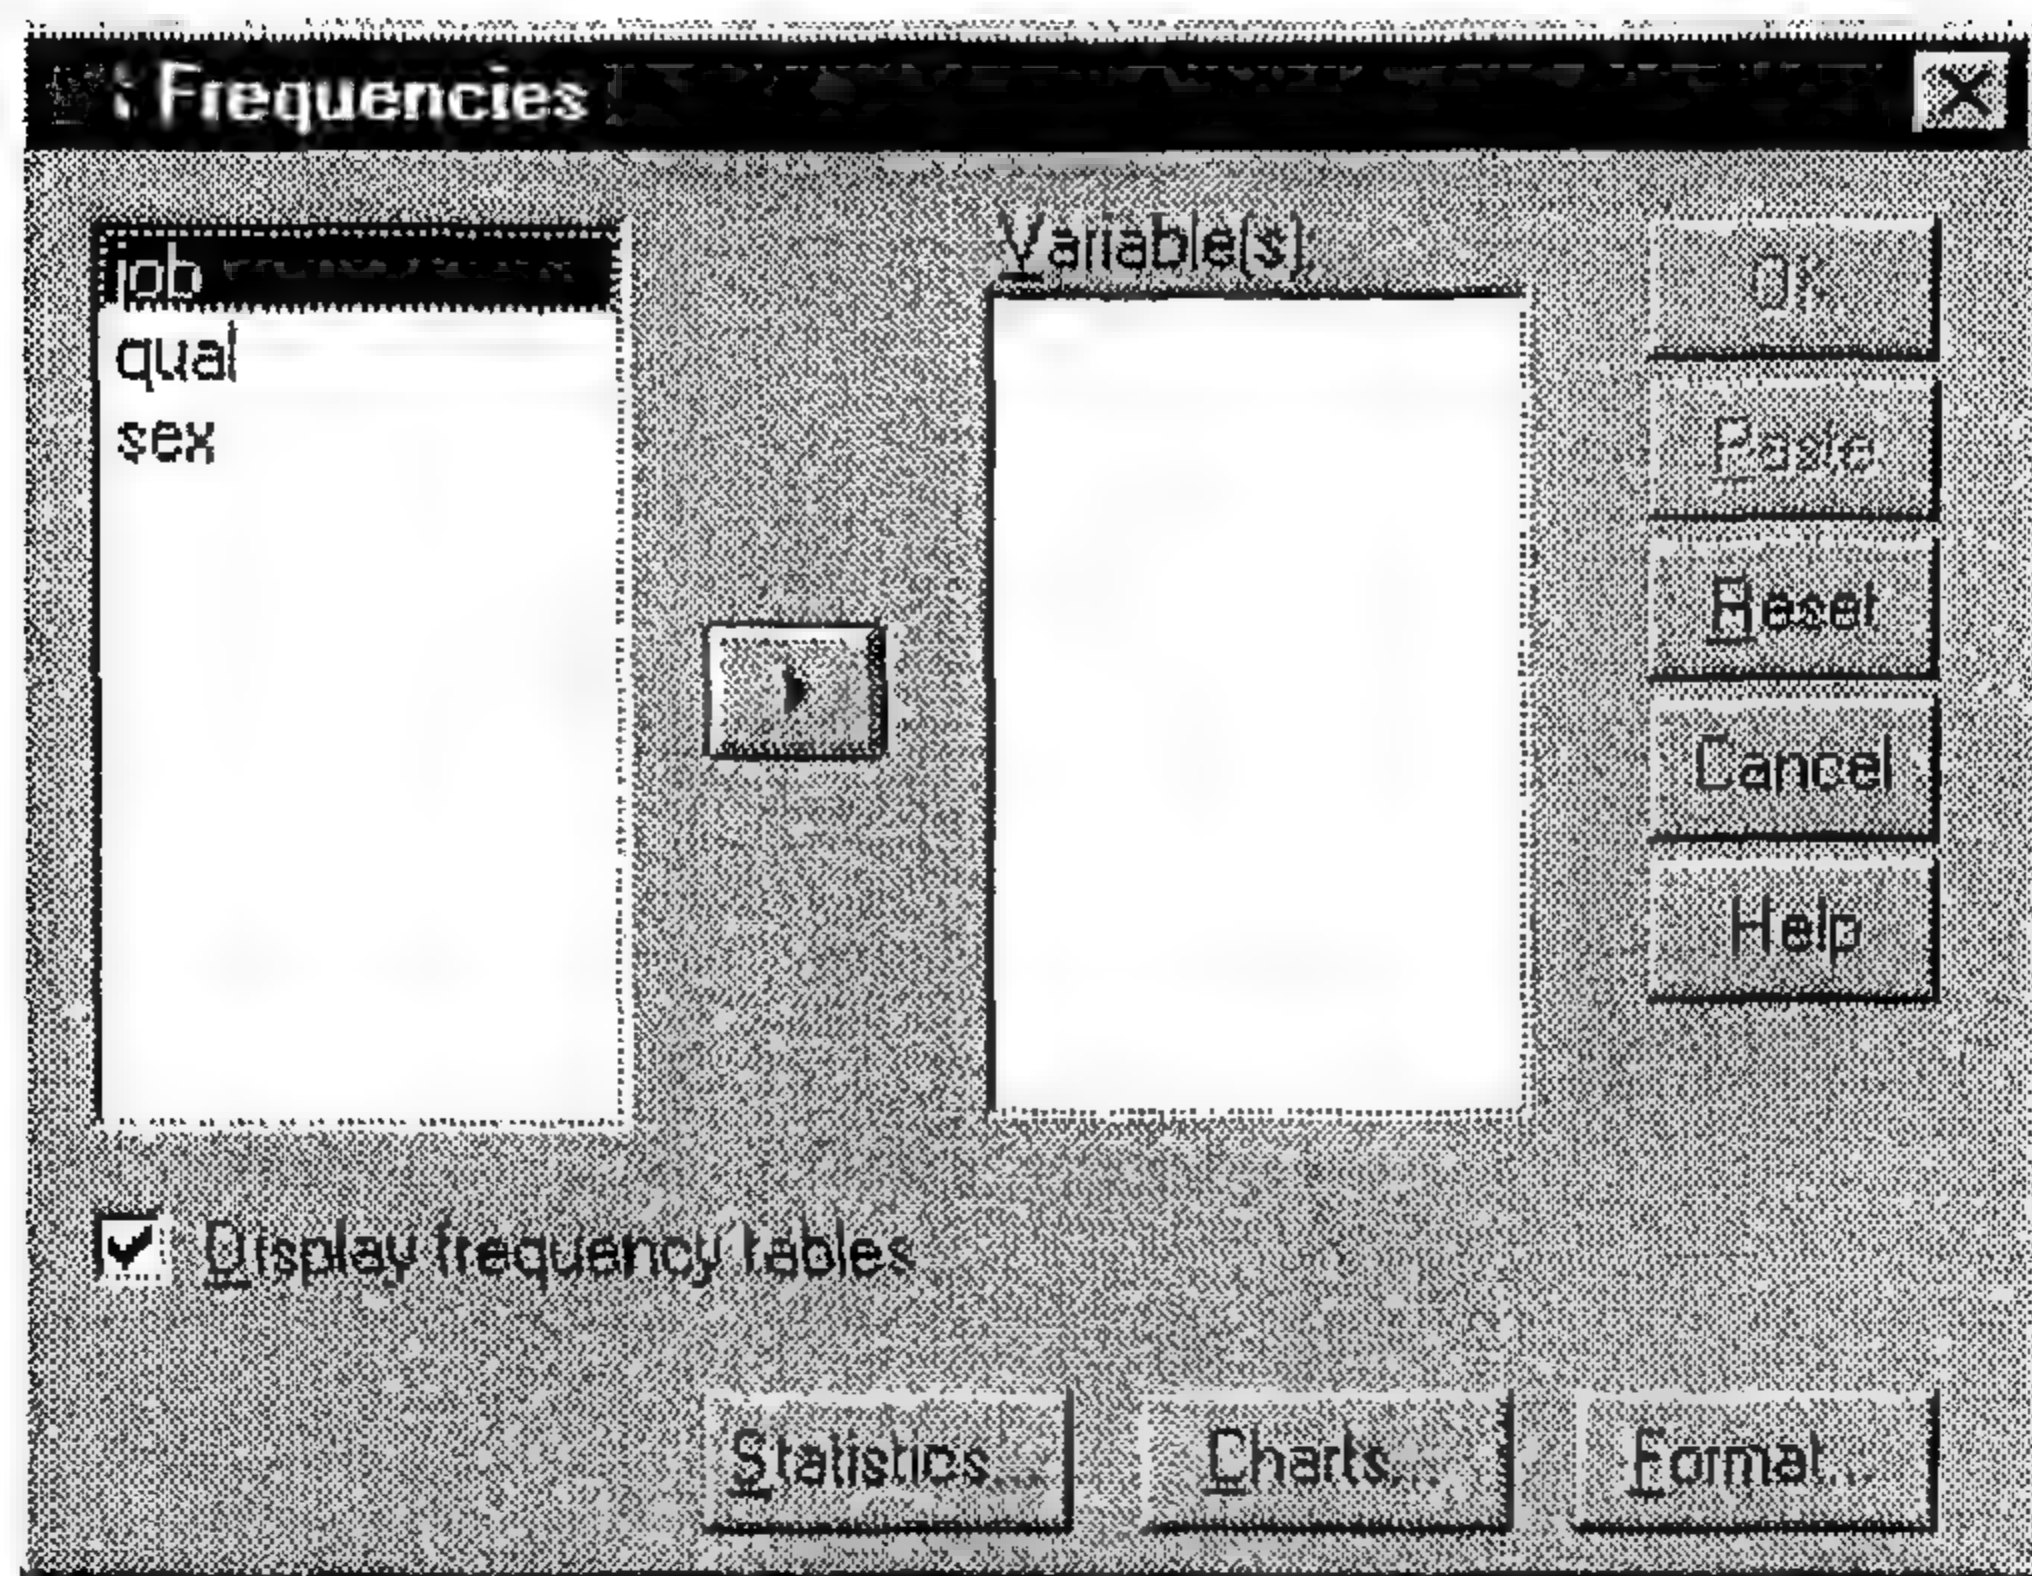 Frequencies
job
qual
sex
Variable(s):
OK
Paste
Reset
Cancel
Help
Display frequency tables
Statistics...
Charts...
Format...